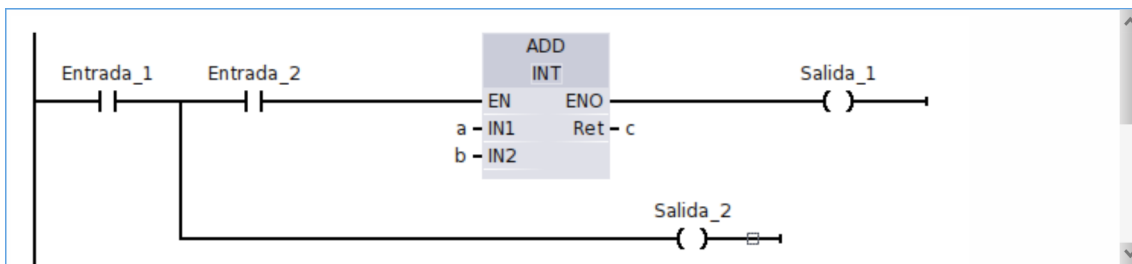 ADD
Entrada_1 Entrada_2 INT Salida_1
EN ENO
a IN1 Ret c
b IN2
Salida_2